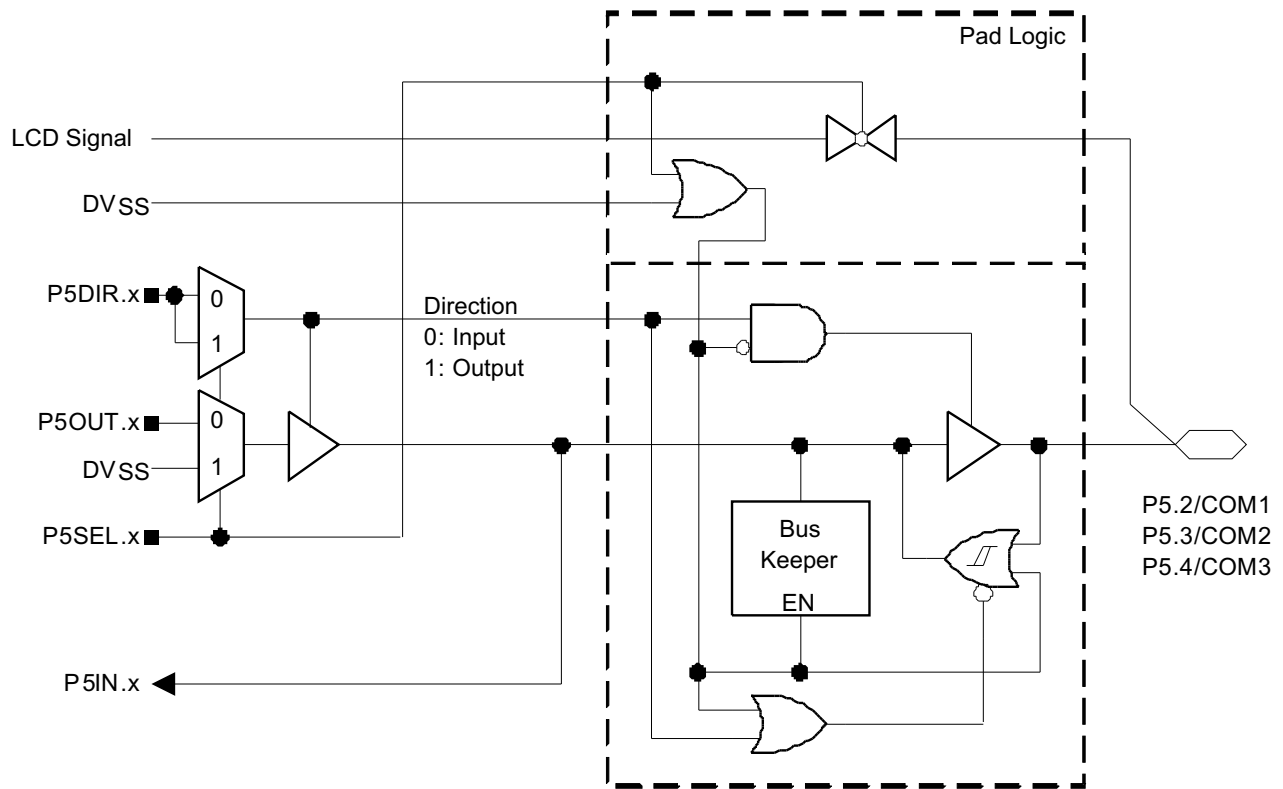 Pad Logic
LCD Signal
DVSS
P5DIR.x
0
1
Direction
0: Input
1: Output
P5OUT.x
0
DVSS
1
P5SEL.x
Bus
Keeper
EN
P5.2/COM1
P5.3/COM2
P5.4/COM3
P5IN.x